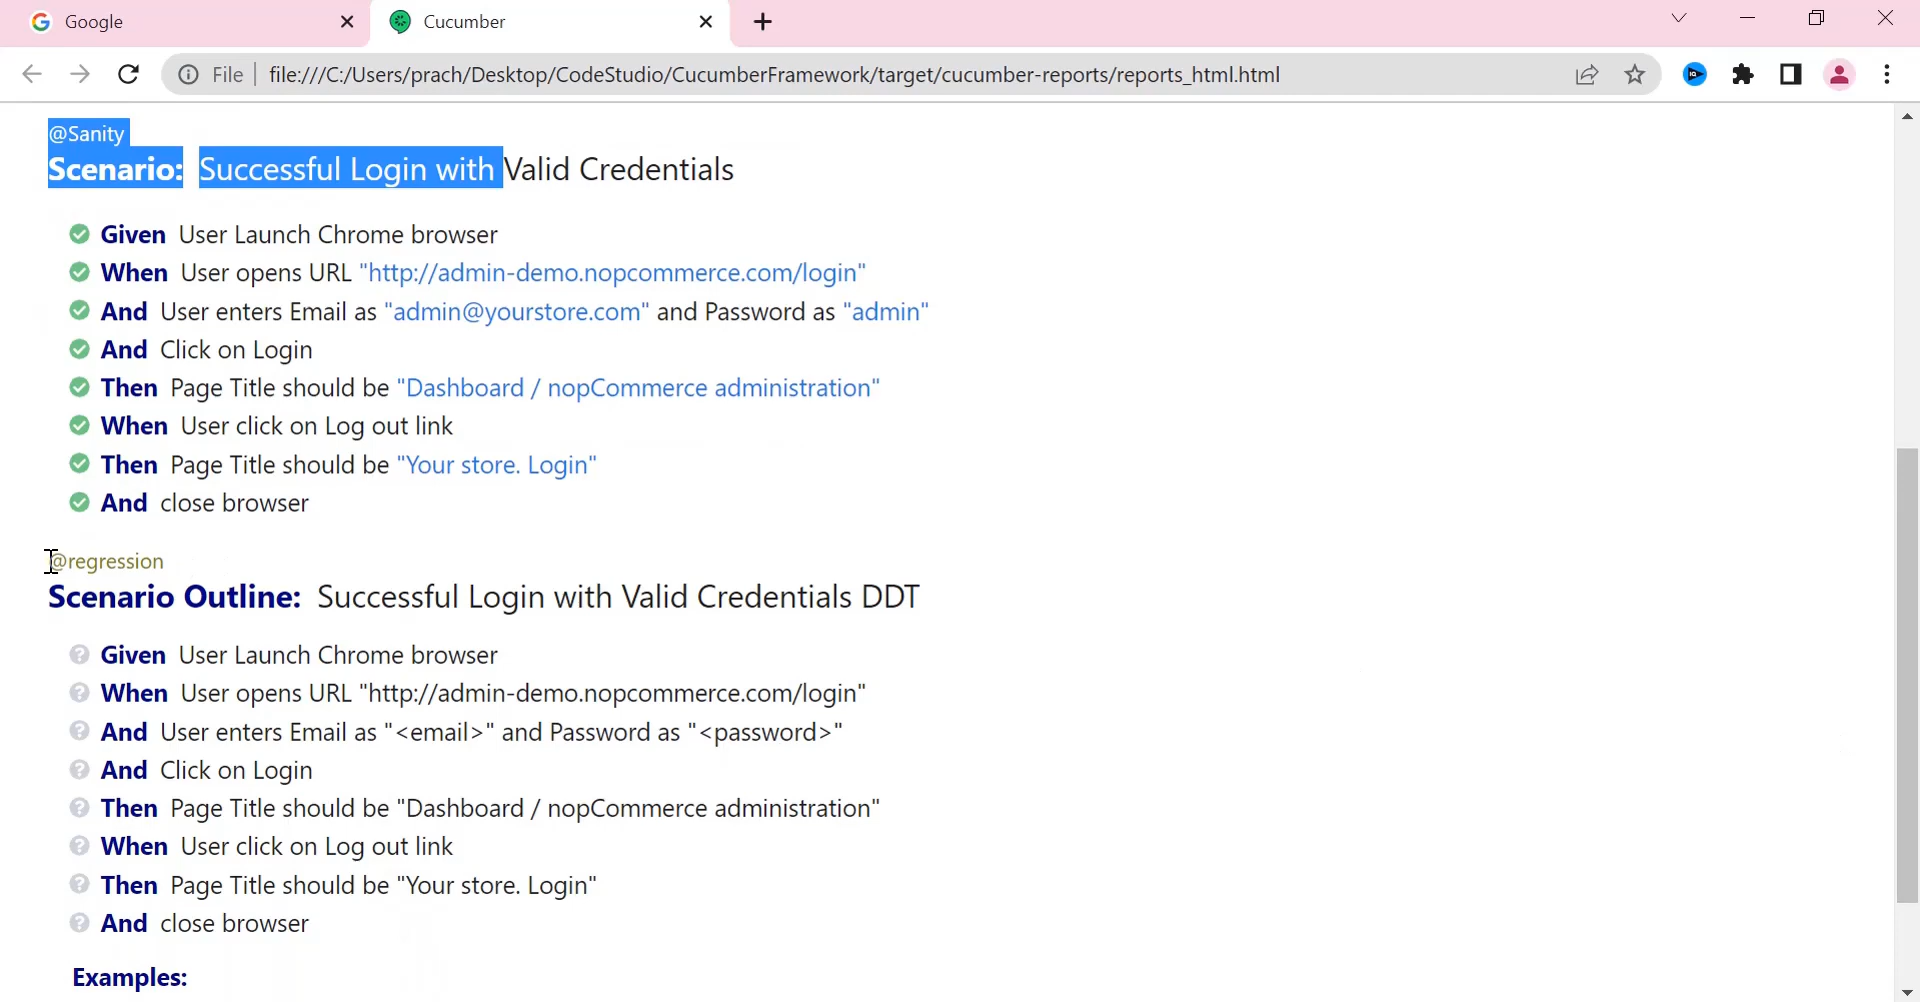 Google
Cucumber
File
file:///C:/Users/prach/Desktop/CodeStudio/CucumberFramework/target/cucumber-reports/reports_html.html
@Sanity
Scenario: Successful Login with Valid Credentials
Given User Launch Chrome browser
When User opens URL "http://admin-demo.nopcommerce.com/login"
And User enters Email as "admin@yourstore.com" and Password as "admin"
And Click on Login
Then Page Title should be "Dashboard / nopCommerce administration"
When User click on Log out link
Then Page Title should be "Your store. Login"
And close browser
@regression
Scenario Outline: Successful Login with Valid Credentials DDT
Given User Launch Chrome browser
When User opens URL "http://admin-demo.nopcommerce.com/login"
And User enters Email as "<email>" and Password as "<password>"
And Click on Login
Then Page Title should be "Dashboard / nopCommerce administration"
When User click on Log out link
Then Page Title should be "Your store. Login"
And close browser
Examples: